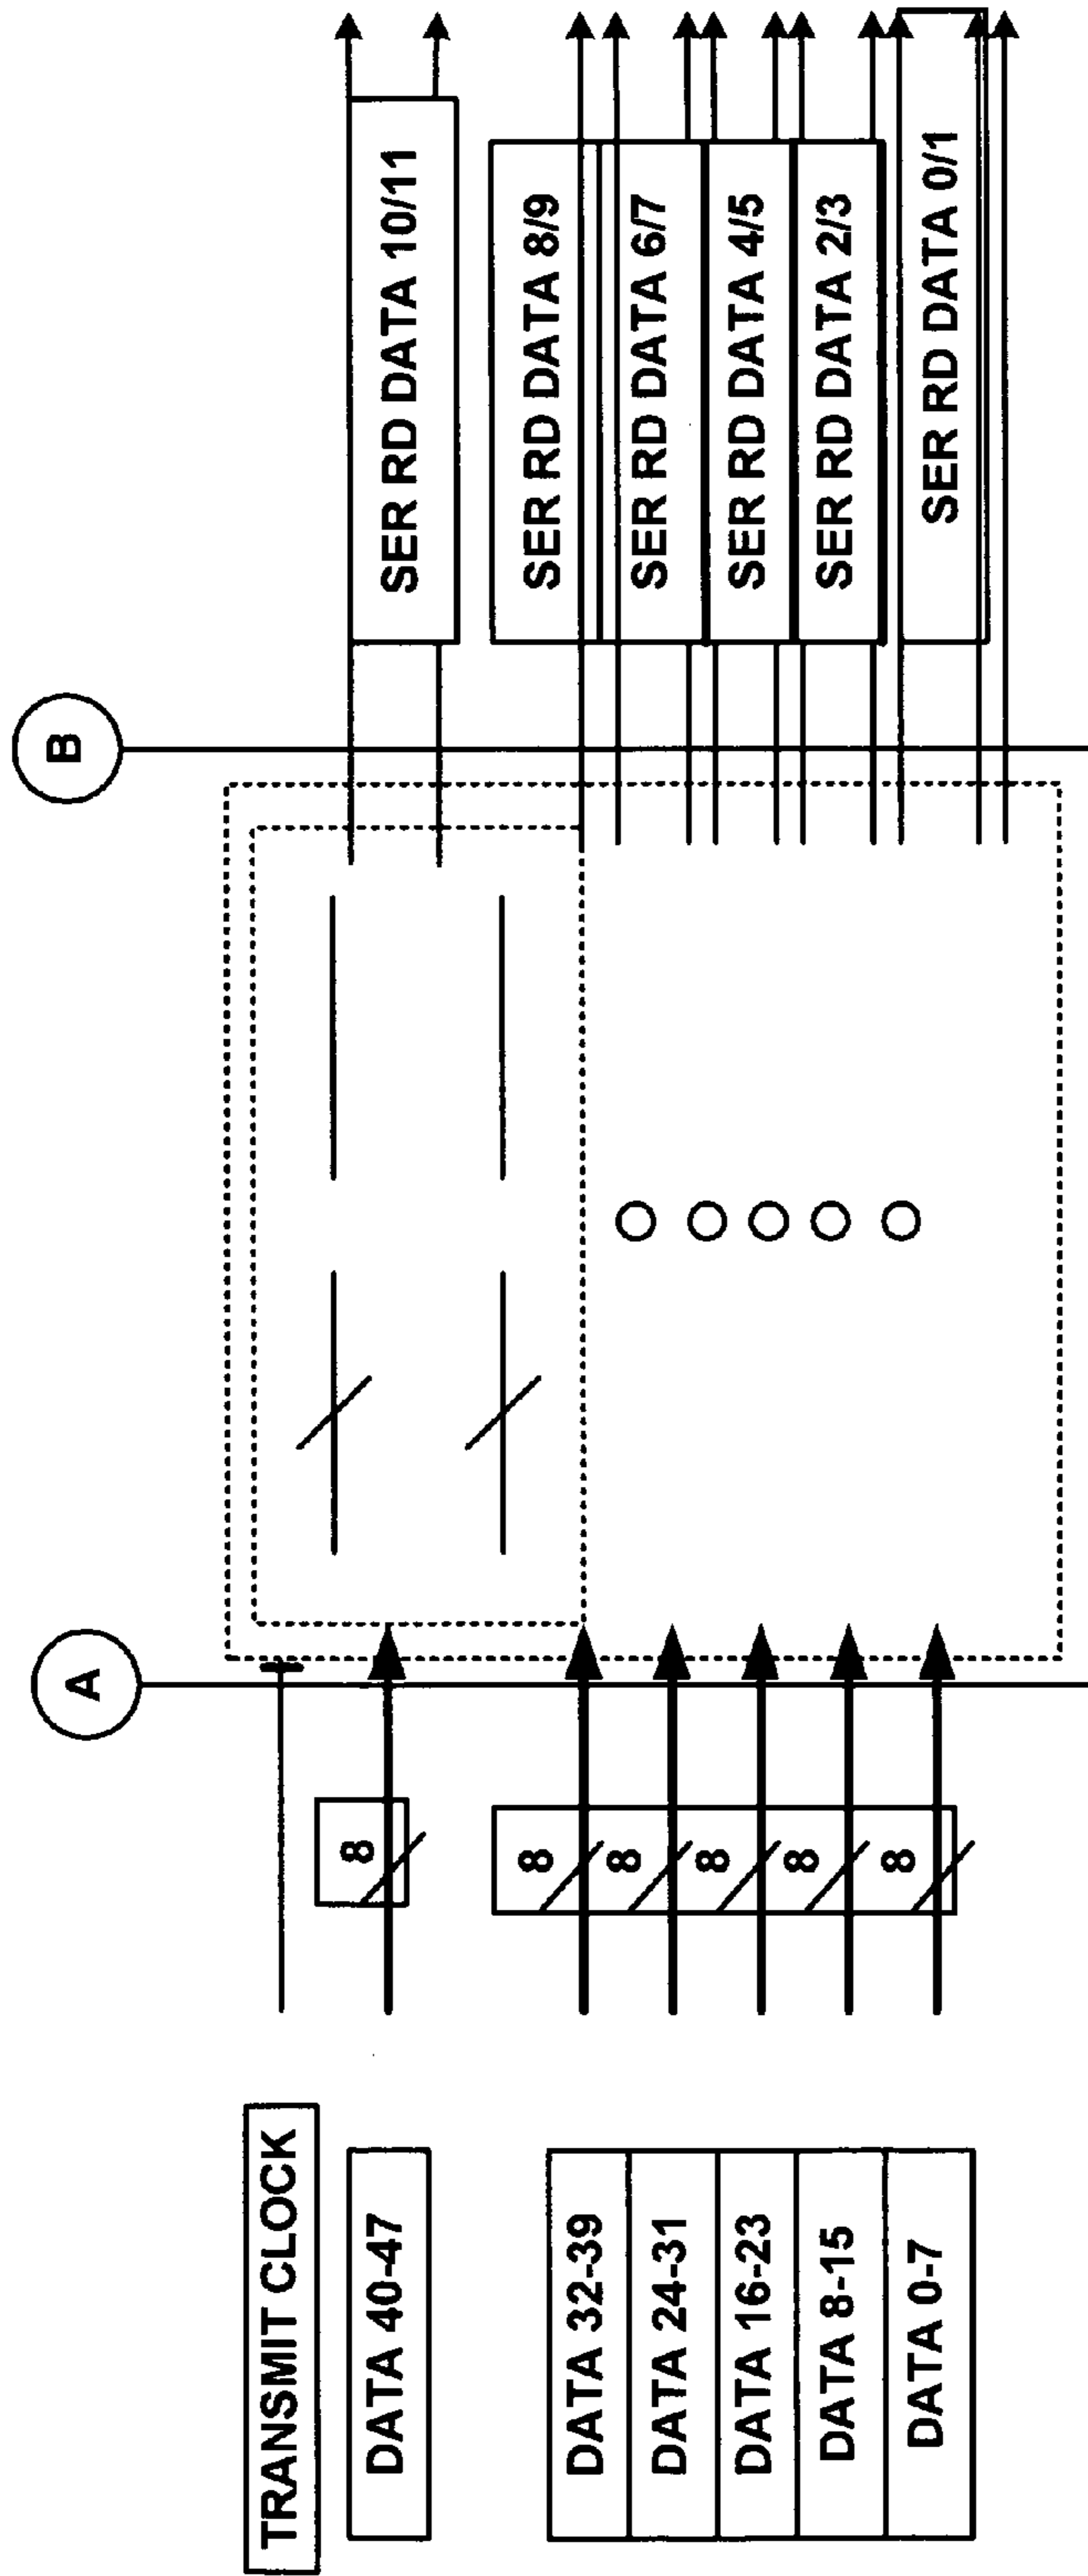 TRANSMIT CLOCK
DATA 40-47
DATA 32-39
DATA 24-31
DATA 16-23
DATA 8-15
DATA 0-7
8
8
8
8
8
8
A
B
SER RD DATA 10/11
SER RD DATA 8/9
SER RD DATA 6/7
SER RD DATA 4/5
SER RD DATA 2/3
SER RD DATA 0/1